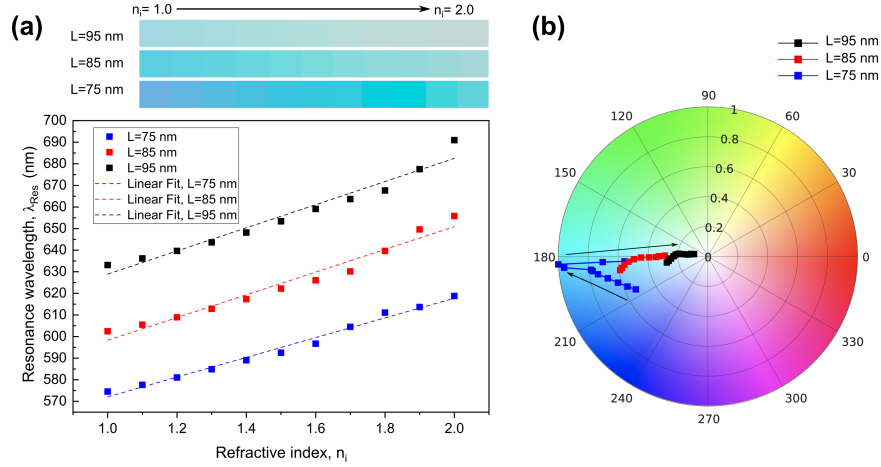 (a)
nᵢ= 1.0
nᵢ= 2.0
L=95 nm
L=85 nm
L=75 nm
Resonance wavelength, λRes (nm)
700
690
680
670
660
650
640
630
620
610
600
590
580
570
L=75 nm
L=85 nm
L=95 nm
Linear Fit, L=75 nm
Linear Fit, L=85 nm
Linear Fit, L=95 nm
1.0 1.2 1.4 1.6 1.8 2.0
Refractive index, nᵢ
(b)
L=95 nm
L=85 nm
L=75 nm
90
120 60
150 30
180 0
210 330
240 300
270
1
0.8
0.6
0.4
0.2
0